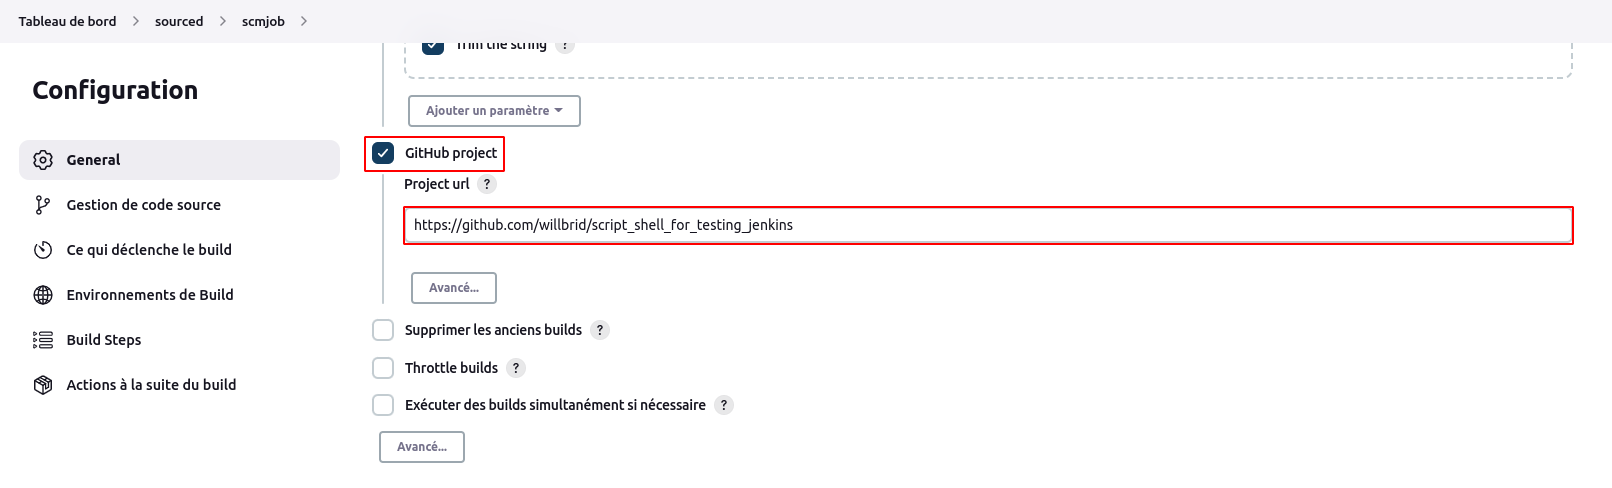 Tableau de bord > sourced > scmjob >
Trim the string ?
Configuration
Ajouter un paramètre
GitHub project
General
Project url ?
Gestion de code source
https://github.com/willbrid/script_shell_for_testing_jenkins
Ce qui déclenche le build
Avancé...
Environnements de Build
Supprimer les anciens builds ?
Build Steps
Throttle builds ?
Actions à la suite du build
Exécuter des builds simultanément si nécessaire ?
Avancé...